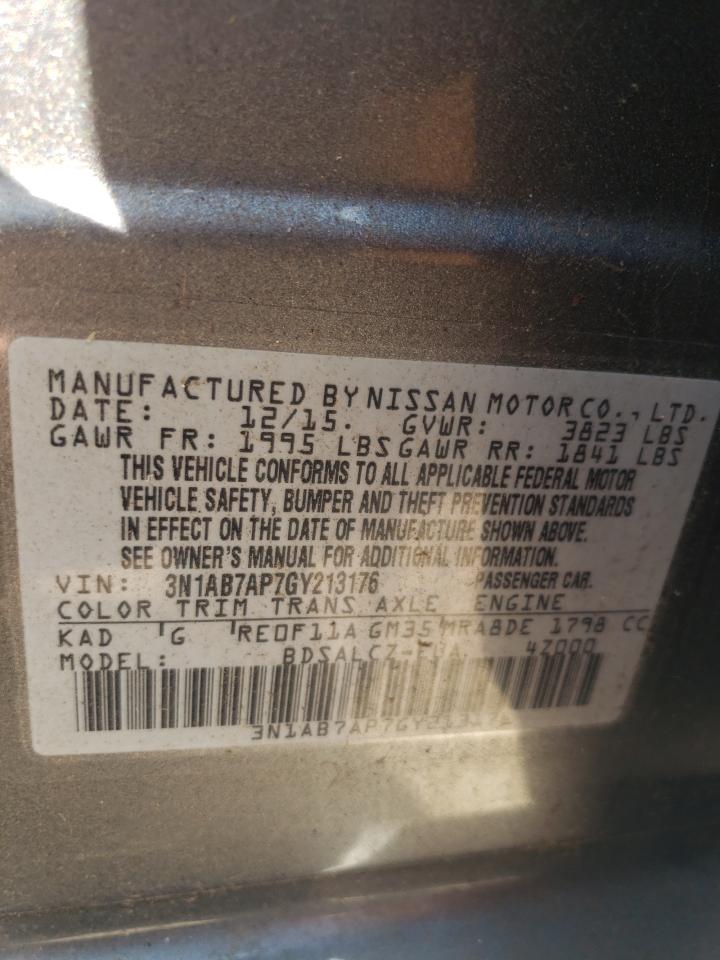 MANUFACTURED BY NISSAN MOTOR CO., LTD.
DATE: 12/15. GVWR: 3823 LBS
GAWR FR: 1995 LBS GAWR RR: 1841 LBS
THIS VEHICLE CONFORMS TO ALL APPLICABLE FEDERAL MOTOR
VEHICLE SAFETY, BUMPER AND THEFT PREVENTION STANDARDS
IN EFFECT ON THE DATE OF MANUFACTURE SHOWN ABOVE.
SEE OWNER'S MANUAL FOR ADDITIONAL INFORMATION.
VIN: 3N1AB7AP7GY213176 PASSENGER CAR.
COLOR TRIM TRANS AXLE ENGINE
KAD G RE0F11A GM35 MRA8DE 1798 CC
MODEL: 4Z000
3N1AB7AP7GY213176